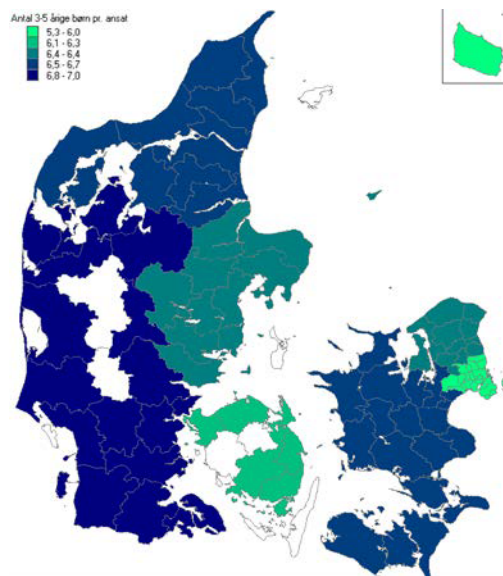 Antal 3-5 årige børn pr. ansat
5,3 - 6,0
6,1 - 6,3
6,4 - 6,4
6,5 - 6,7
6,8 - 7,0